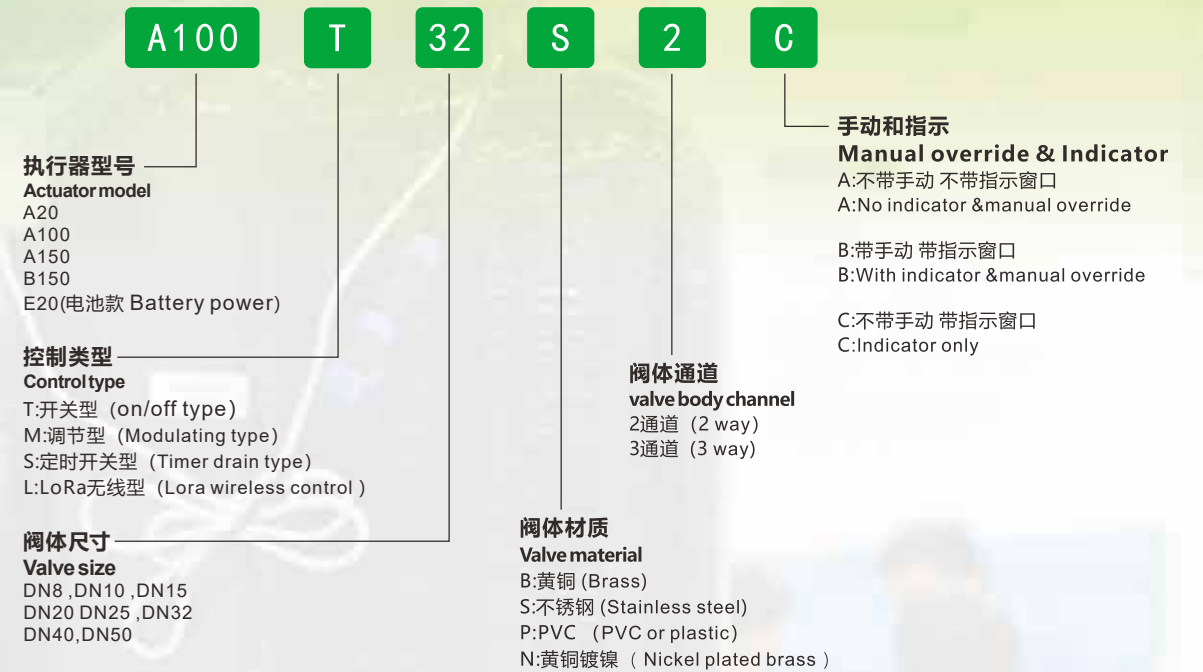 A100 T 32 S 2 C
执行器型号
Actuator model
A20
A100
A150
B150
E20(电池款 Battery power)
控制类型
Control type
T:开关型 (on/off type)
M:调节型 (Modulating type)
S:定时开关型 (Timer drain type)
L:LoRa无线型 (Lora wireless control )
阀体尺寸
Valve size
DN8 ,DN10 ,DN15
DN20 DN25 ,DN32
DN40,DN50
阀体材质
Valve material
B:黄铜 (Brass)
S:不锈钢 (Stainless steel)
P:PVC (PVC or plastic)
N:黄铜镀镍 ( Nickel plated brass )
阀体通道
valve body channel
2通道 (2 way)
3通道 (3 way)
手动和指示
Manual override & Indicator
A:不带手动 不带指示窗口
A:No indicator &manual override
B:带手动 带指示窗口
B:With indicator &manual override
C:不带手动 带指示窗口
C:Indicator only